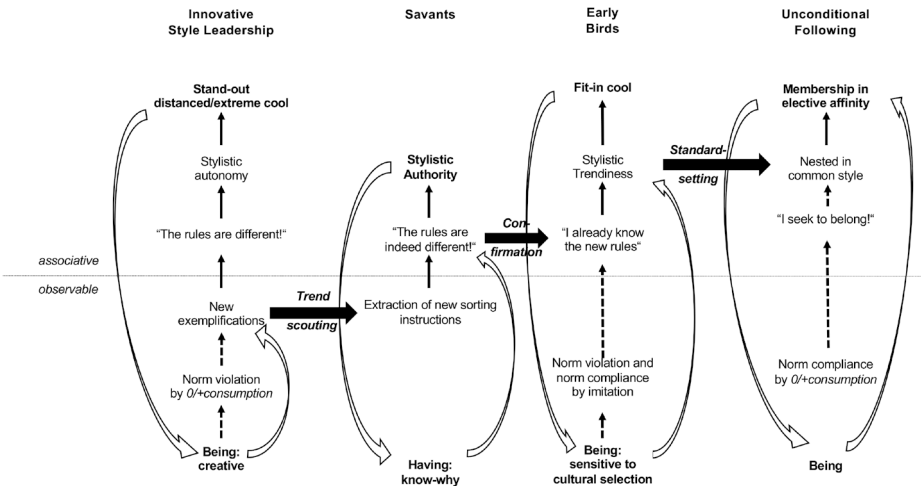 Innovative
Style Leadership
Savants
Early
Birds
Unconditional
Following
Stand-out
distanced/extreme cool
Stylistic
autonomy
“The rules are different!“
associative
observable
New
exemplifications
Norm violation
by 0/+consumption
Being:
creative
Trend
scouting
Stylistic
Authority
“The rules are
indeed different!“
Extraction of new sorting
instructions
Having:
know-why
Con-
firmation
Fit-in cool
Stylistic
Trendiness
“I already know
the new rules“
Norm violation and
norm compliance
by imitation
Being:
sensitive to
cultural selection
Standard-
setting
Membership in
elective affinity
Nested in
common style
“I seek to belong!“
Norm compliance
by 0/+consumption
Being